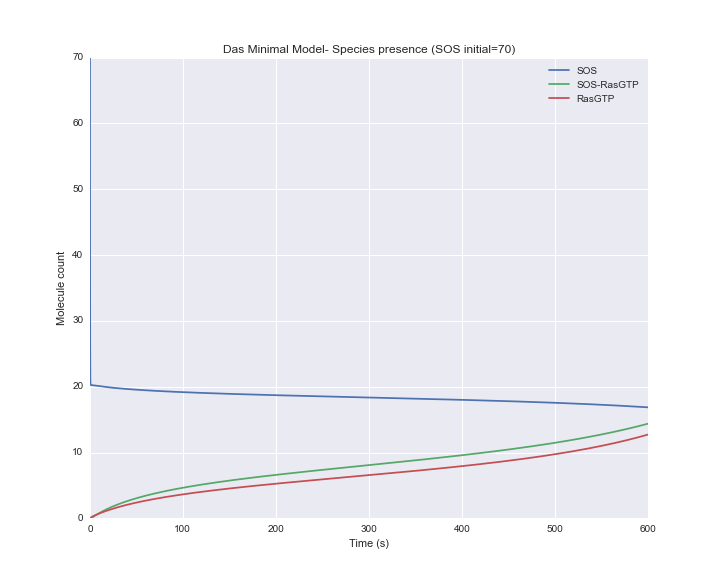 Das Minimal Model- Species presence (SOS initial=70)
SOS
SOS-RasGTP
RasGTP
70
60
50
40
30
20
10
0
Molecule count
0 100 200 300 400 500 600
Time (s)